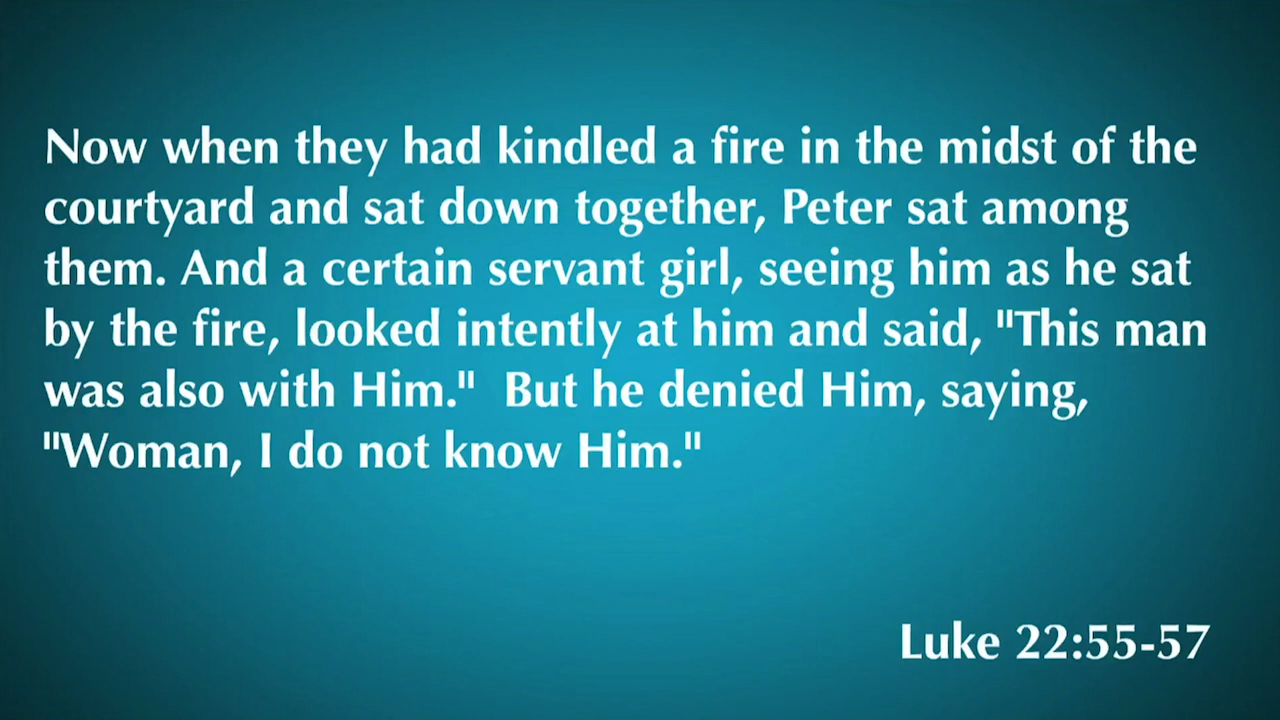 Now when they had kindled a fire in the midst of the
courtyard and sat down together, Peter sat among
them. And a certain servant girl, seeing him as he sat
by the fire, looked intently at him and said, "This man
was also with Him."  But he denied Him, saying,
"Woman, I do not know Him."
Luke 22:55-57